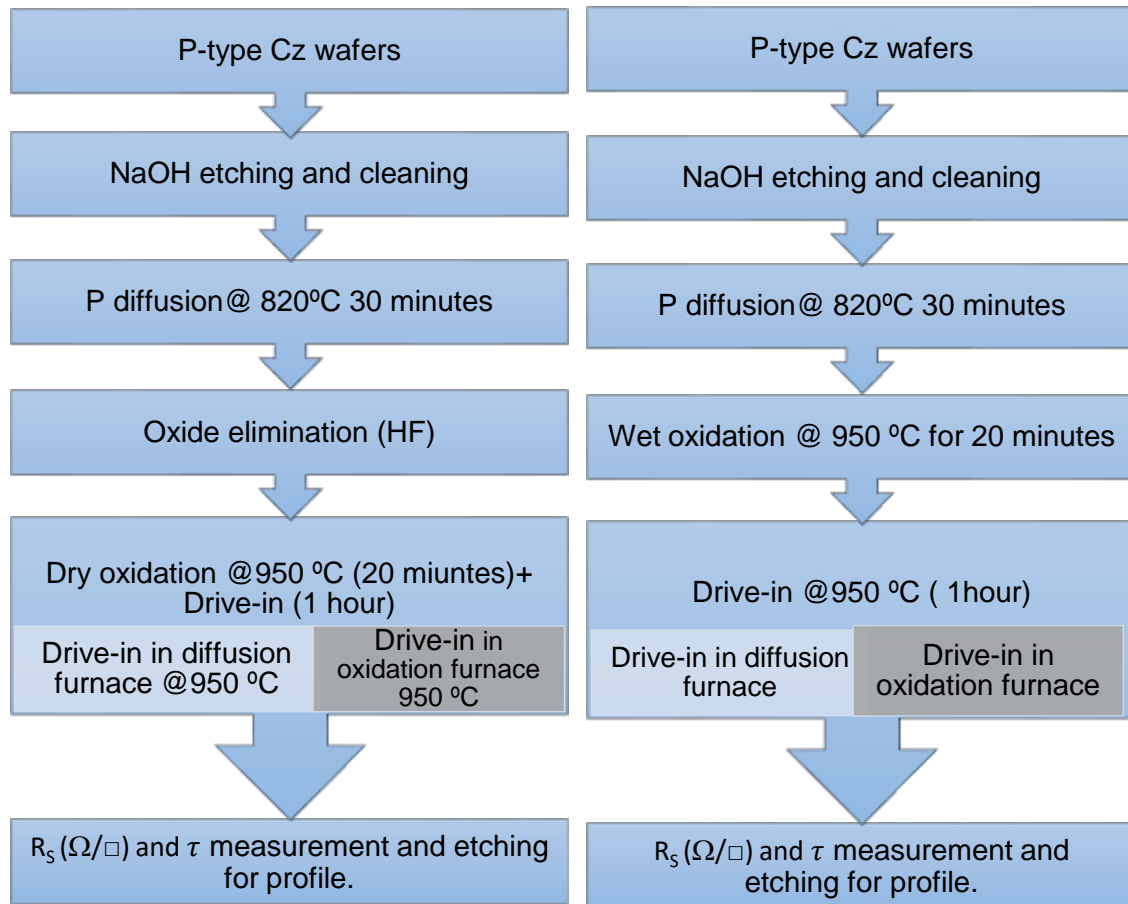 P-type Cz wafers
NaOH etching and cleaning
P diffusion@ 820ºC 30 minutes
Oxide elimination (HF)
Dry oxidation @950 ºC (20 miuntes)+
Drive-in (1 hour)
Drive-in in diffusion
furnace @950 ºC
Drive-in in
oxidation furnace
950 ºC
R_S (Ω/□) and τ measurement and etching
for profile.
P-type Cz wafers
NaOH etching and cleaning
P diffusion@ 820ºC 30 minutes
Wet oxidation @ 950 ºC for 20 minutes
Drive-in @950 ºC ( 1hour)
Drive-in in diffusion
furnace
Drive-in in
oxidation furnace
R_S (Ω/□) and τ measurement and
etching for profile.